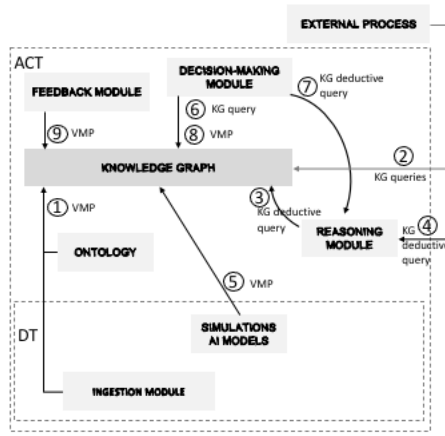 EXTERNAL PROCESS
ACT
DECISION-MAKING
MODULE
FEEDBACK MODULE
7 KG deductive
query
6 KG query
9 VMP
8 VMP
KNOWLEDGE GRAPH
2
KG queries
1 VMP
3
KG deductive
query
REASONING
MODULE
KG 4
deductive
query
ONTOLOGY
5 VMP
SIMULATIONS
AI MODELS
DT
INGESTION MODULE